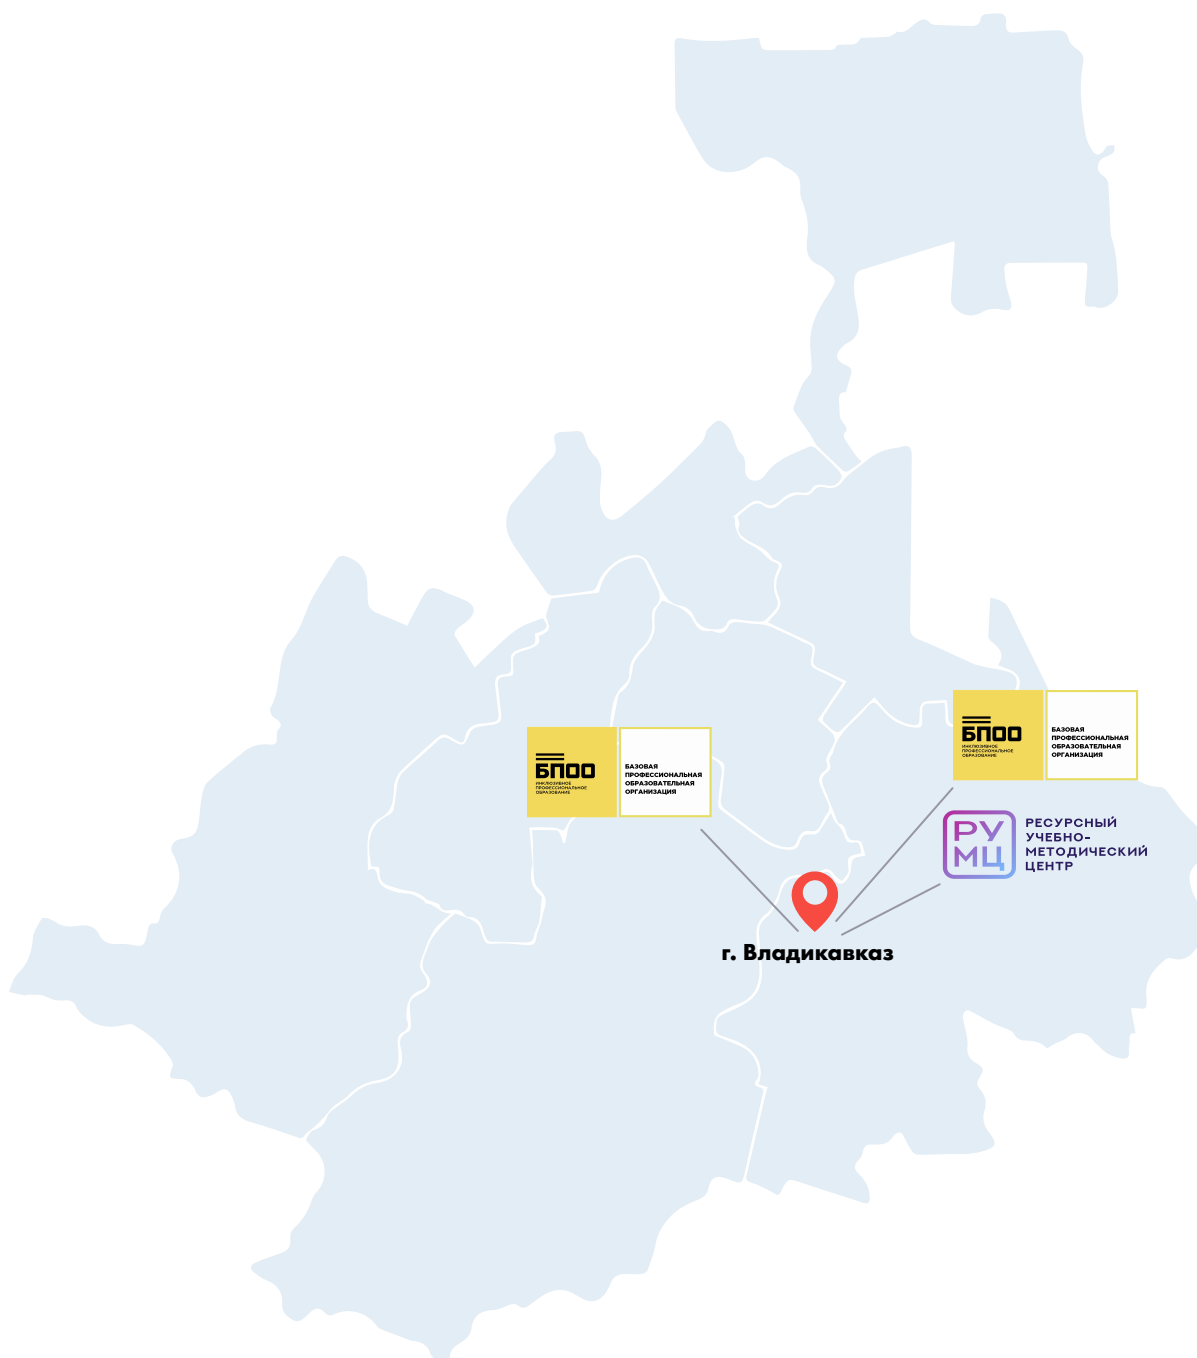 БПОО
ИНКЛЮЗИВНОЕ
ПРОФЕССИОНАЛЬНОЕ
ОБРАЗОВАНИЕ
БАЗОВАЯ
ПРОФЕССИОНАЛЬНАЯ
ОБРАЗОВАТЕЛЬНАЯ
ОРГАНИЗАЦИЯ
БПОО
ИНКЛЮЗИВНОЕ
ПРОФЕССИОНАЛЬНОЕ
ОБРАЗОВАНИЕ
БАЗОВАЯ
ПРОФЕССИОНАЛЬНАЯ
ОБРАЗОВАТЕЛЬНАЯ
ОРГАНИЗАЦИЯ
РУ
МЦ
РЕСУРСНЫЙ
УЧЕБНО-
МЕТОДИЧЕСКИЙ
ЦЕНТР
г. Владикавказ